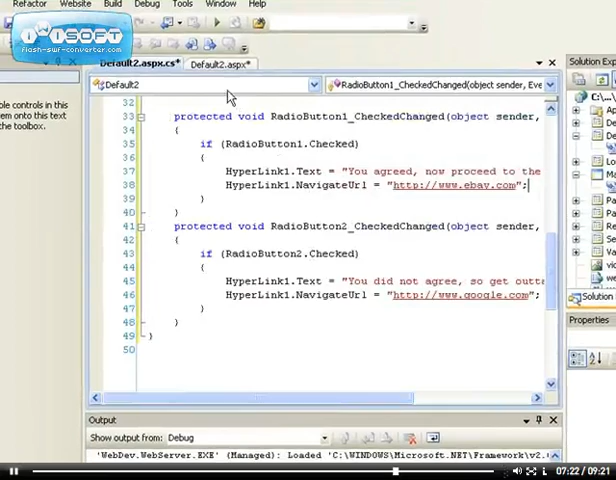 Refactor Website Build Debug Tools Window Help
iWiSOFT
flash-swf-converter.com
Default2.aspx.cs* Default2.aspx*
Default2 RadioButton1_CheckedChanged(object sender, Eve
Solution Explo
le controls in this
em onto this text
the toolbox.
32
33 protected void RadioButton1_CheckedChanged(object sender,
34 {
35 if (RadioButton1.Checked)
36 {
37 HyperLink1.Text = "You agreed, now proceed to the
38 HyperLink1.NavigateUrl = "http://www.ebay.com";
39 }
40 }
41 protected void RadioButton2_CheckedChanged(object sender,
42 {
43 if (RadioButton2.Checked)
44 {
45 HyperLink1.Text = "You did not agree, so get outt
46 HyperLink1.NavigateUrl = "http://www.google.com";
47 }
48 }
49 }
50
Solution
Properties
Output
Show output from: Debug
'WebDev.WebServer.EXE' (Managed): Loaded 'C:\WINDOWS\Microsoft.NET\Framework\v2.
07:22 / 09:21